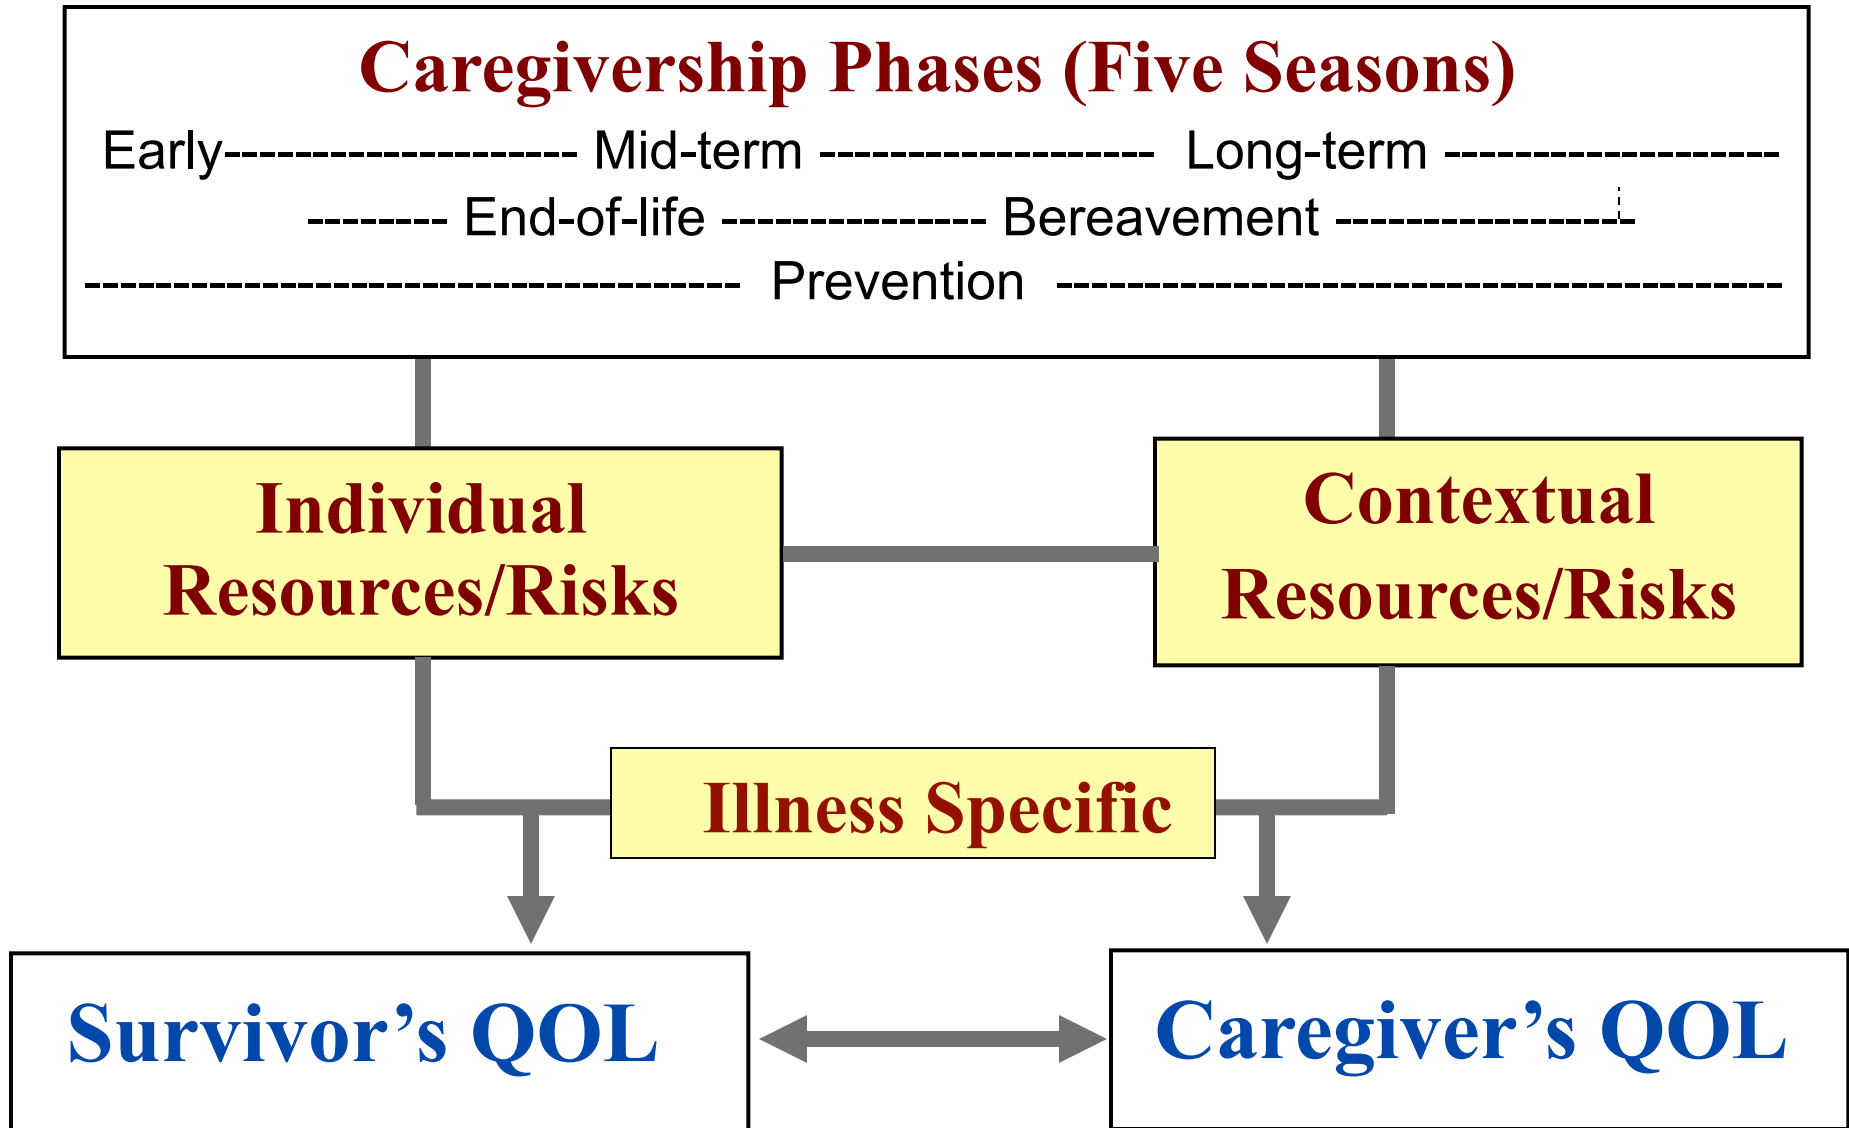 Caregivership Phases (Five Seasons)
Early-------------------- Mid-term ------------------- Long-term -------------------
-------- End-of-life --------------- Bereavement -----------------
------------------------------------- Prevention -----------------------------------------
Individual
Resources/Risks
Contextual
Resources/Risks
Illness Specific
Survivor’s QOL
Caregiver’s QOL